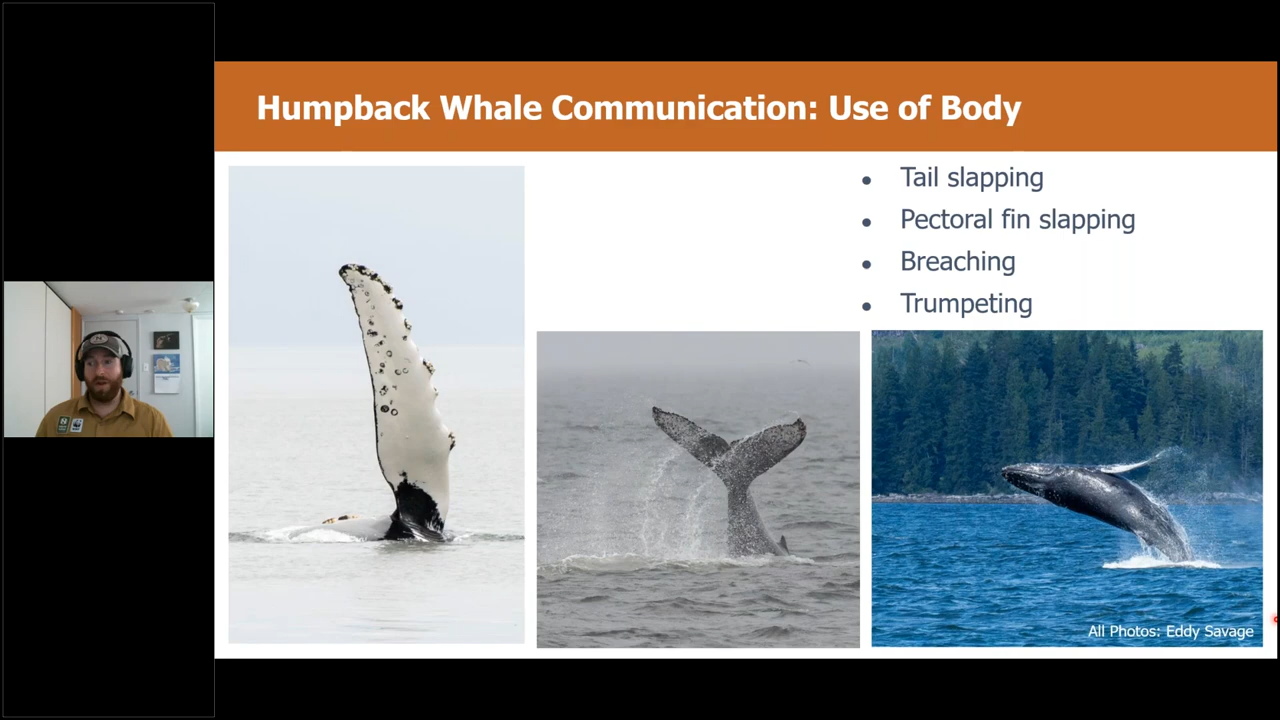 Humpback Whale Communication: Use of Body
• Tail slapping
• Pectoral fin slapping
• Breaching
• Trumpeting
All Photos: Eddy Savage